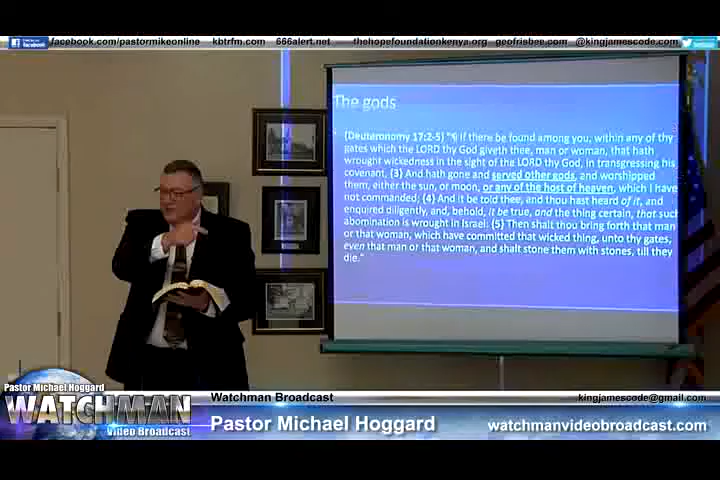 facebook.com/pastormikeonline kbtrfm.com 666alert.net thehopefoundationkenya.org geofrisbee.com @kingjamescode.com
The gods
(Deuteronomy 17:2-5) "¶ If there be found among you, within any of thy
gates which the LORD thy God giveth thee, man or woman, that hath
wrought wickedness in the sight of the LORD thy God, in transgressing his
covenant, (3) And hath gone and served other gods, and worshipped
them, either the sun, or moon, or any of the host of heaven, which I have
not commanded; (4) And it be told thee, and thou hast heard of it, and
enquired diligently, and, behold, it be true, and the thing certain, that such
abomination is wrought in Israel: (5) Then shalt thou bring forth that man
or that woman, which have committed that wicked thing, unto thy gates,
even that man or that woman, and shalt stone them with stones, till they
die."
Pastor Michael Hoggard
WATCHMAN
Video Broadcast
Watchman Broadcast kingjamescode@gmail.com
Pastor Michael Hoggard watchmanvideobroadcast.com